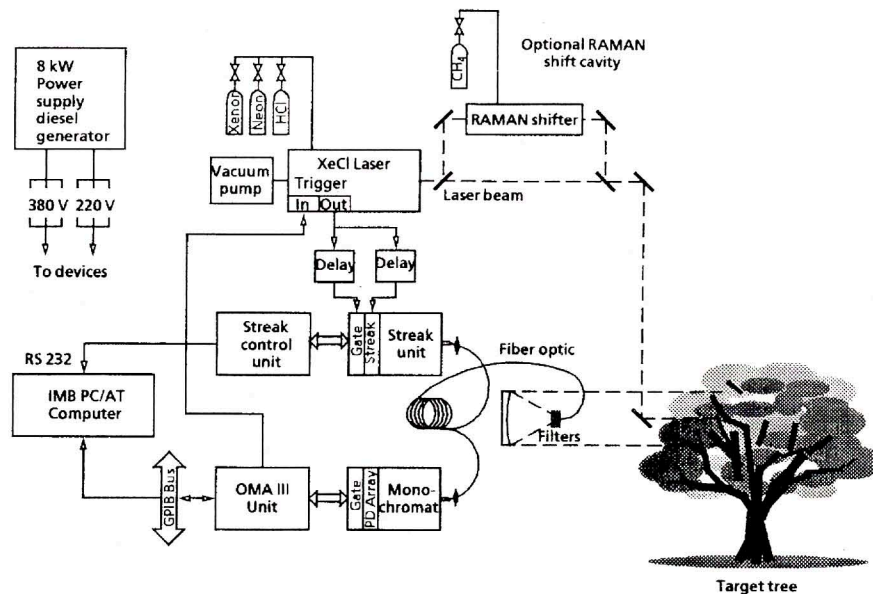 8 kW
Power
supply
diesel
generator
380 V
220 V
To devices
Xenor
Neon
HCl
Vacuum
pump
XeCl Laser
Trigger
In
Out
CH4
Optional RAMAN
shift cavity
RAMAN shifter
Laser beam
Delay
Delay
Streak
control
unit
Gate
Streak
Streak
unit
Fiber optic
RS 232
IMB PC/AT
Computer
Filters
GPIB Bus
OMA III
Unit
Gate
PD Array
Mono-
chromat
Target tree